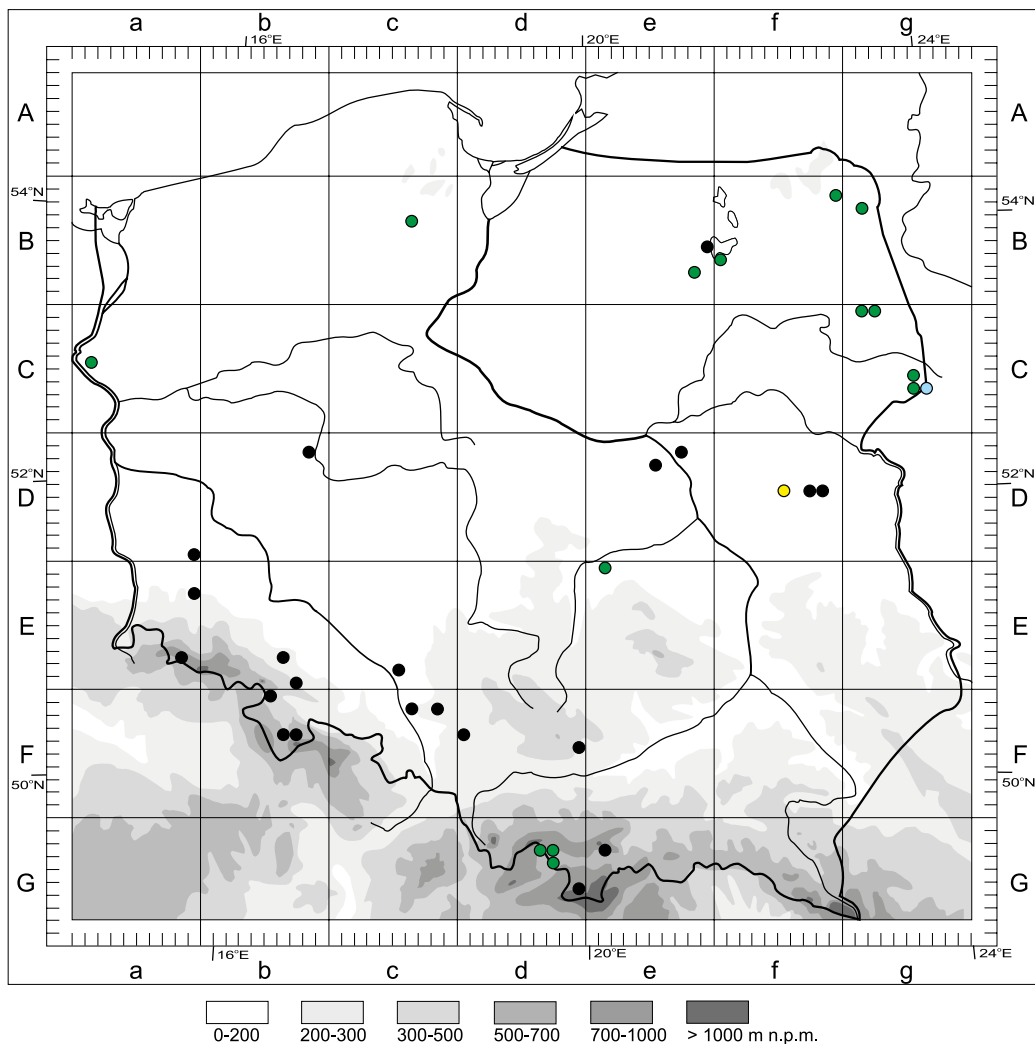 a b c d e f g
16°E 20°E 24°E
A A
54°N 54°N
B B
C C
52°N 52°N
D D
E E
F F
50°N 50°N
G G
16°E 20°E 24°E
a b c d e f g
0-200 200-300 300-500 500-700 700-1000 > 1000 m n.p.m.